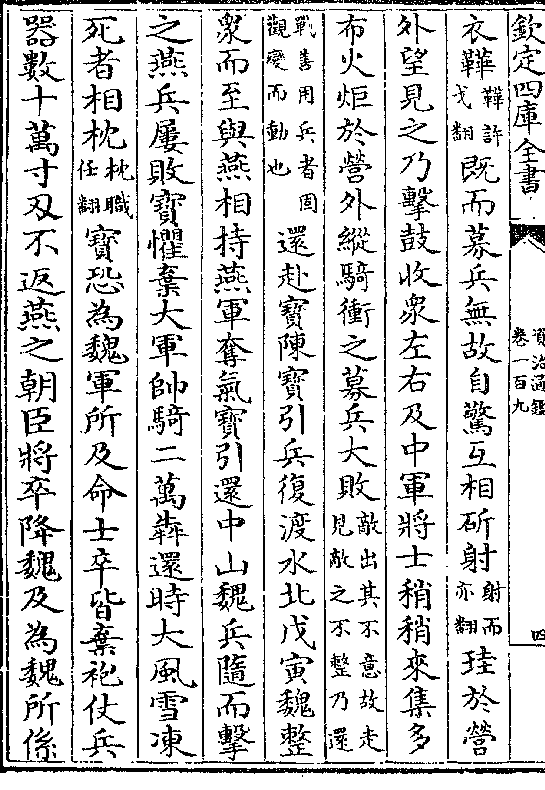 欽定四庫全書
資治通鑑
卷一百九
四
衣鞾鞾許戈翻既而募兵無故自驚互相斫射射而亦翻珪於營
外望見之乃擊鼓收衆左右及中軍將士稍稍來集多
布火炬於營外縱騎衝之募兵大敗敵出其不意故走見敵之不整乃還
戰善用兵者固觀變而動也還赴寶陳寶引兵復渡水北戊寅魏整
衆而至與燕相持燕軍奪氣寶引還中山魏兵隨而擊
之燕兵屢敗寶懼棄大軍帥騎二萬犇還時大風雪凍
死者相枕枕職任翻寶恐為魏軍所及命士卒皆棄袍仗兵
器數十萬寸刃不返燕之朝臣將卒降魏及為魏所係